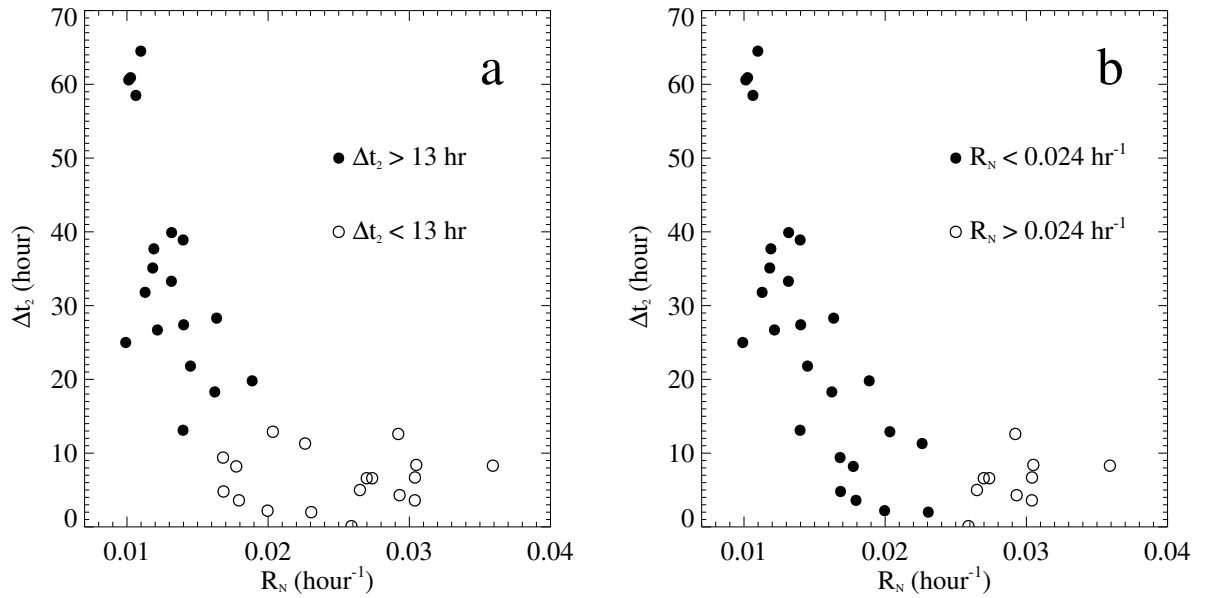 70
60
50
40
30
20
10
0
Δt₂ (hour)
a
● Δt₂ > 13 hr
○ Δt₂ < 13 hr
0.01 0.02 0.03 0.04
R_N (hour⁻¹)
70
60
50
40
30
20
10
0
Δt₂ (hour)
b
● R_N < 0.024 hr⁻¹
○ R_N > 0.024 hr⁻¹
0.01 0.02 0.03 0.04
R_N (hour⁻¹)